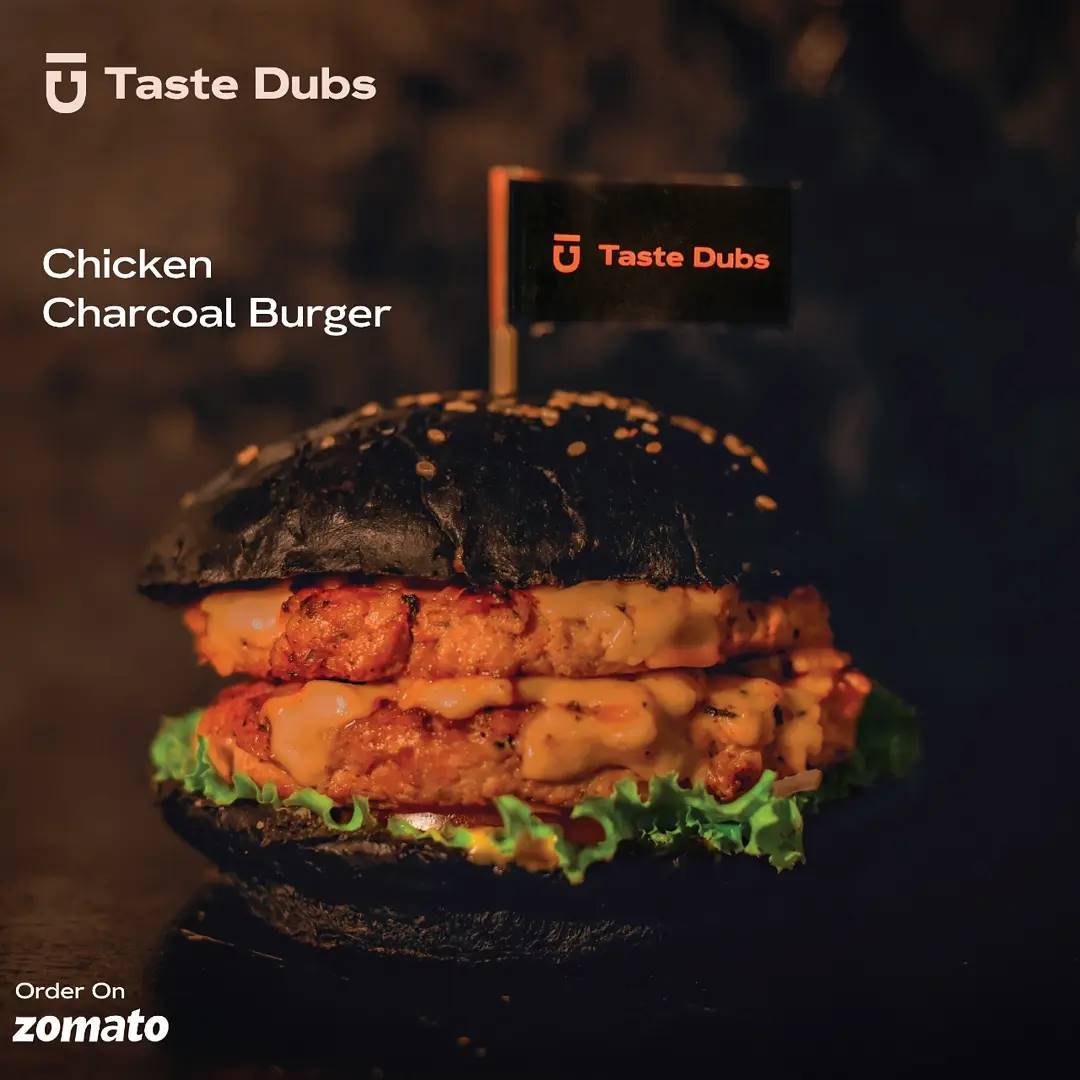 Taste Dubs
Taste Dubs
Chicken
Charcoal Burger
Order On
zomato